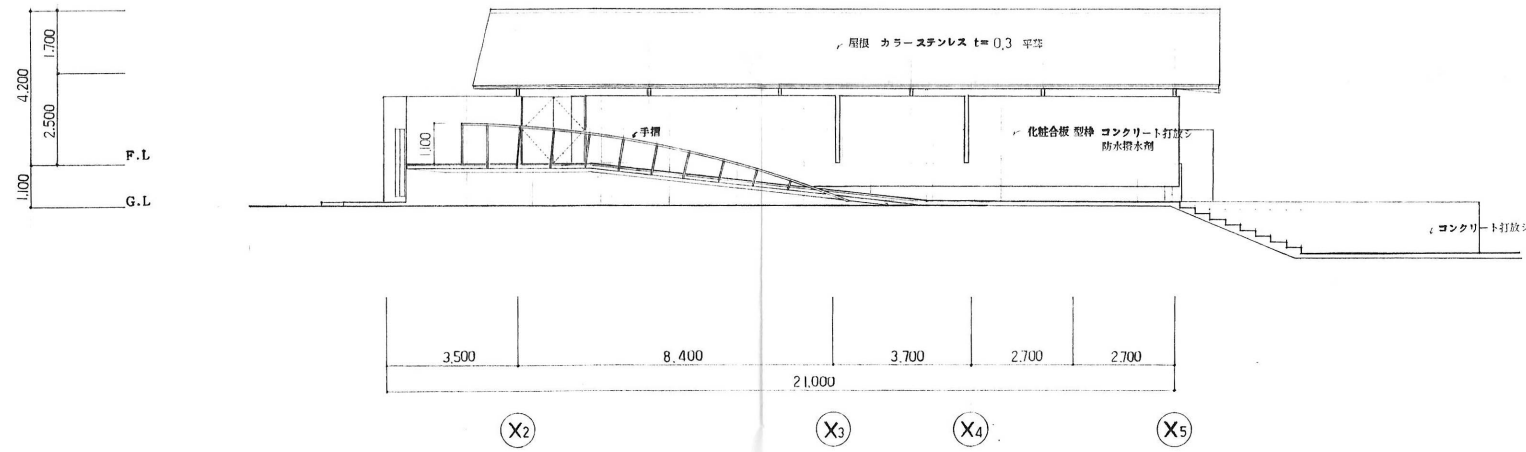 1.700
4.200
2.500
1,100
F.L
G.L
屋根 カラーステンレス t= 0.3 平葺
1,100
手摺
化粧合板 型枠 コンクリート打放シ
防水撥水剤
コンクリート打放シ
3,500
8,400
3,700
2,700
2,700
21,000
X2
X3
X4
X5